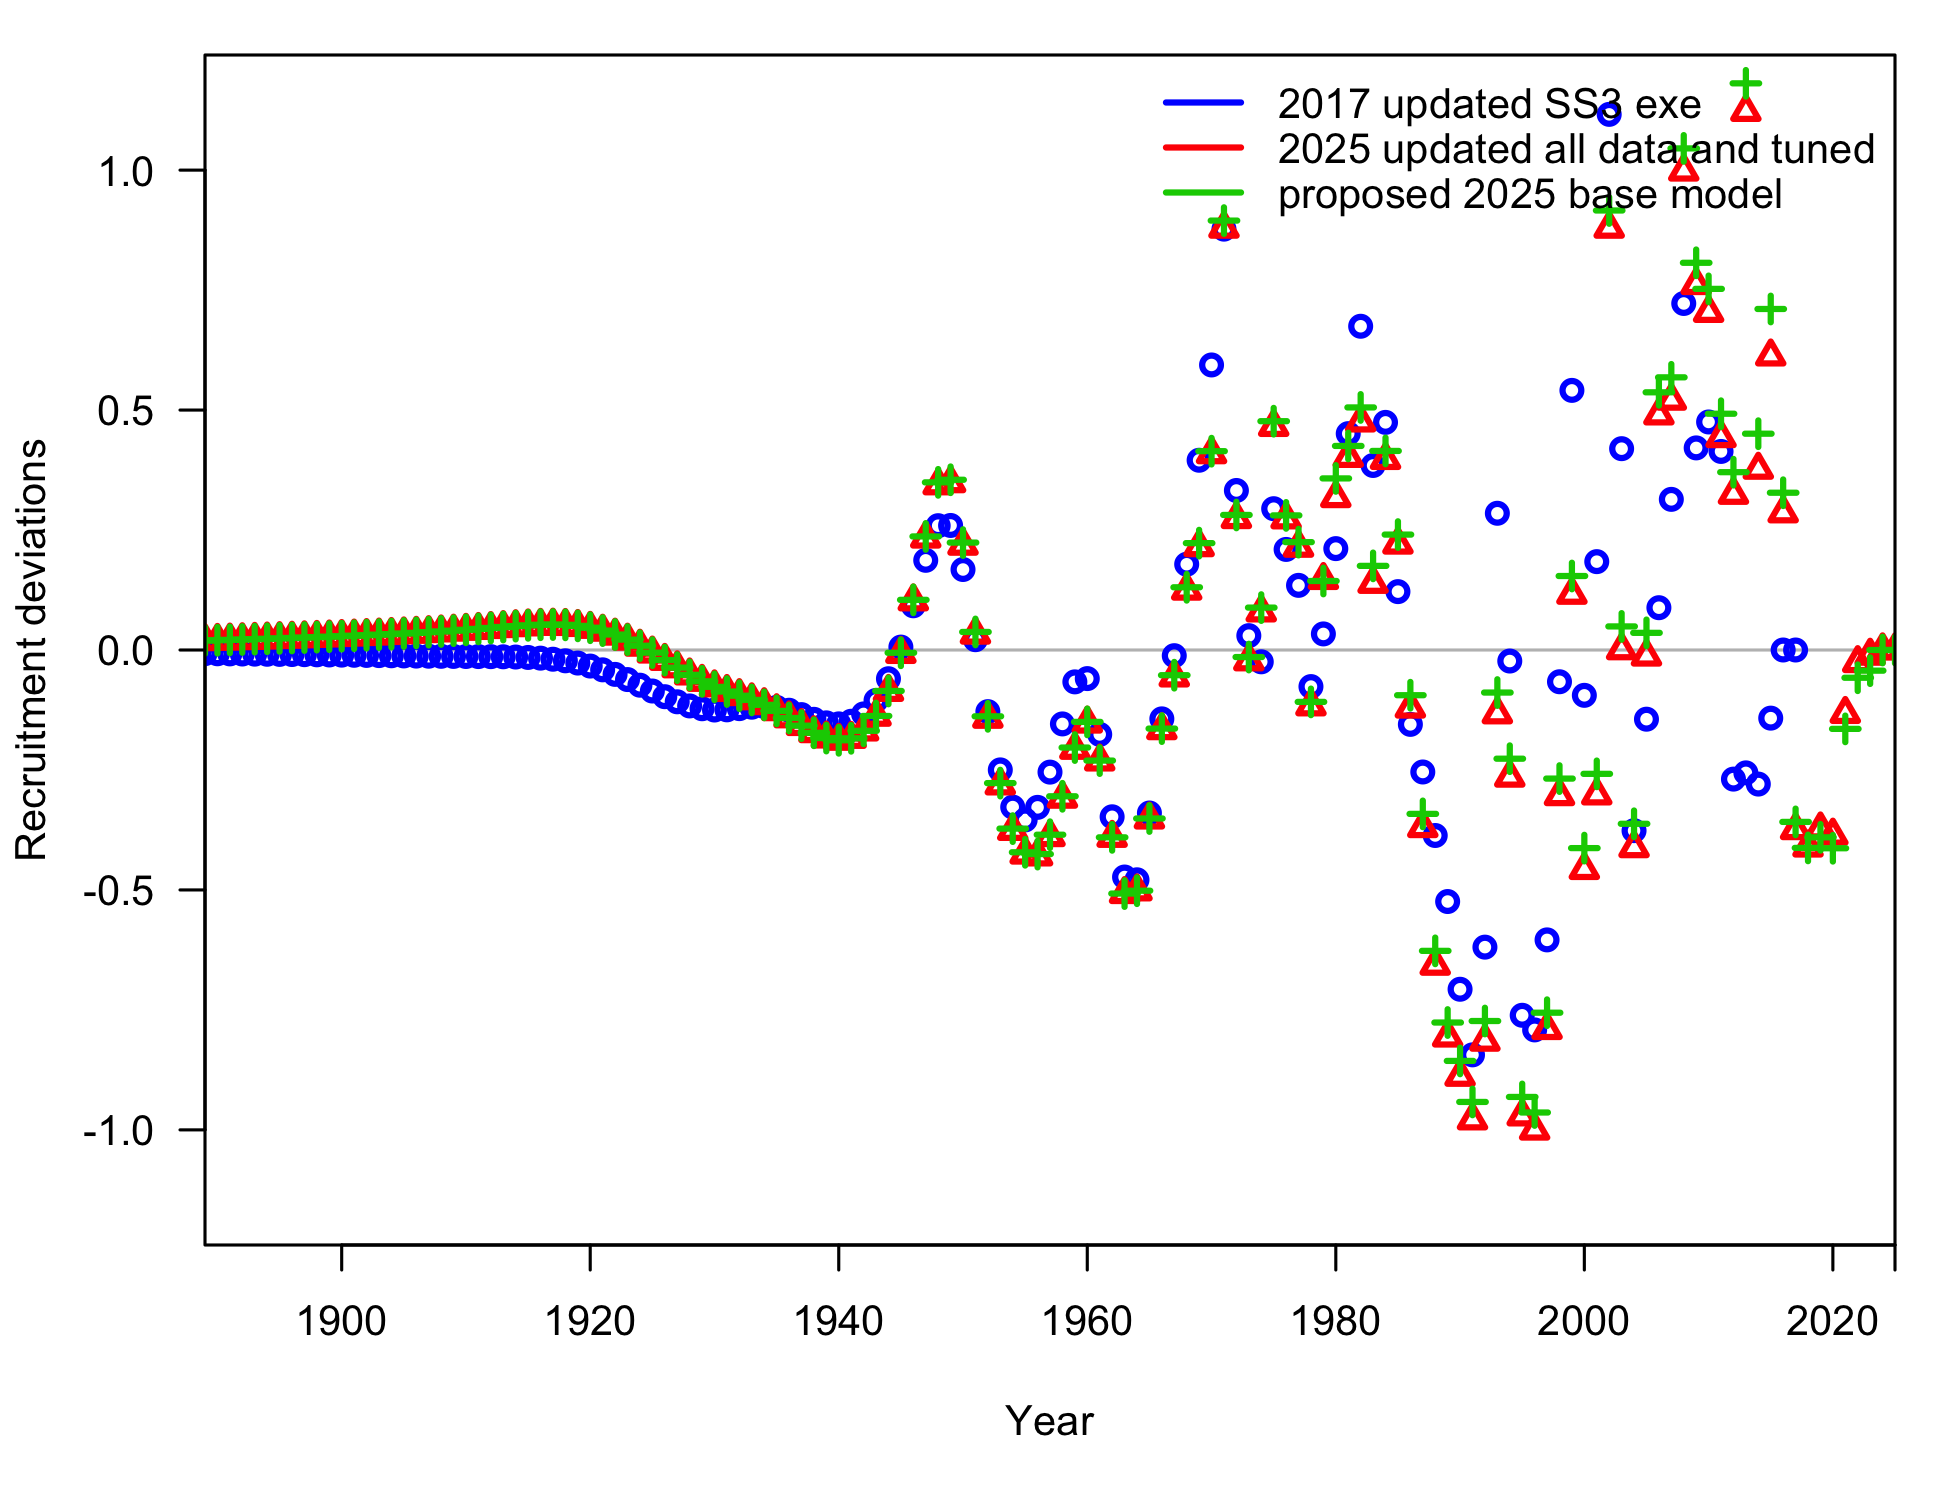 2017 updated SS3 exe
2025 updated all data and tuned
proposed 2025 base model
Recruitment deviations
1.0
0.5
0.0
-0.5
-1.0
1900 1920 1940 1960 1980 2000 2020
Year